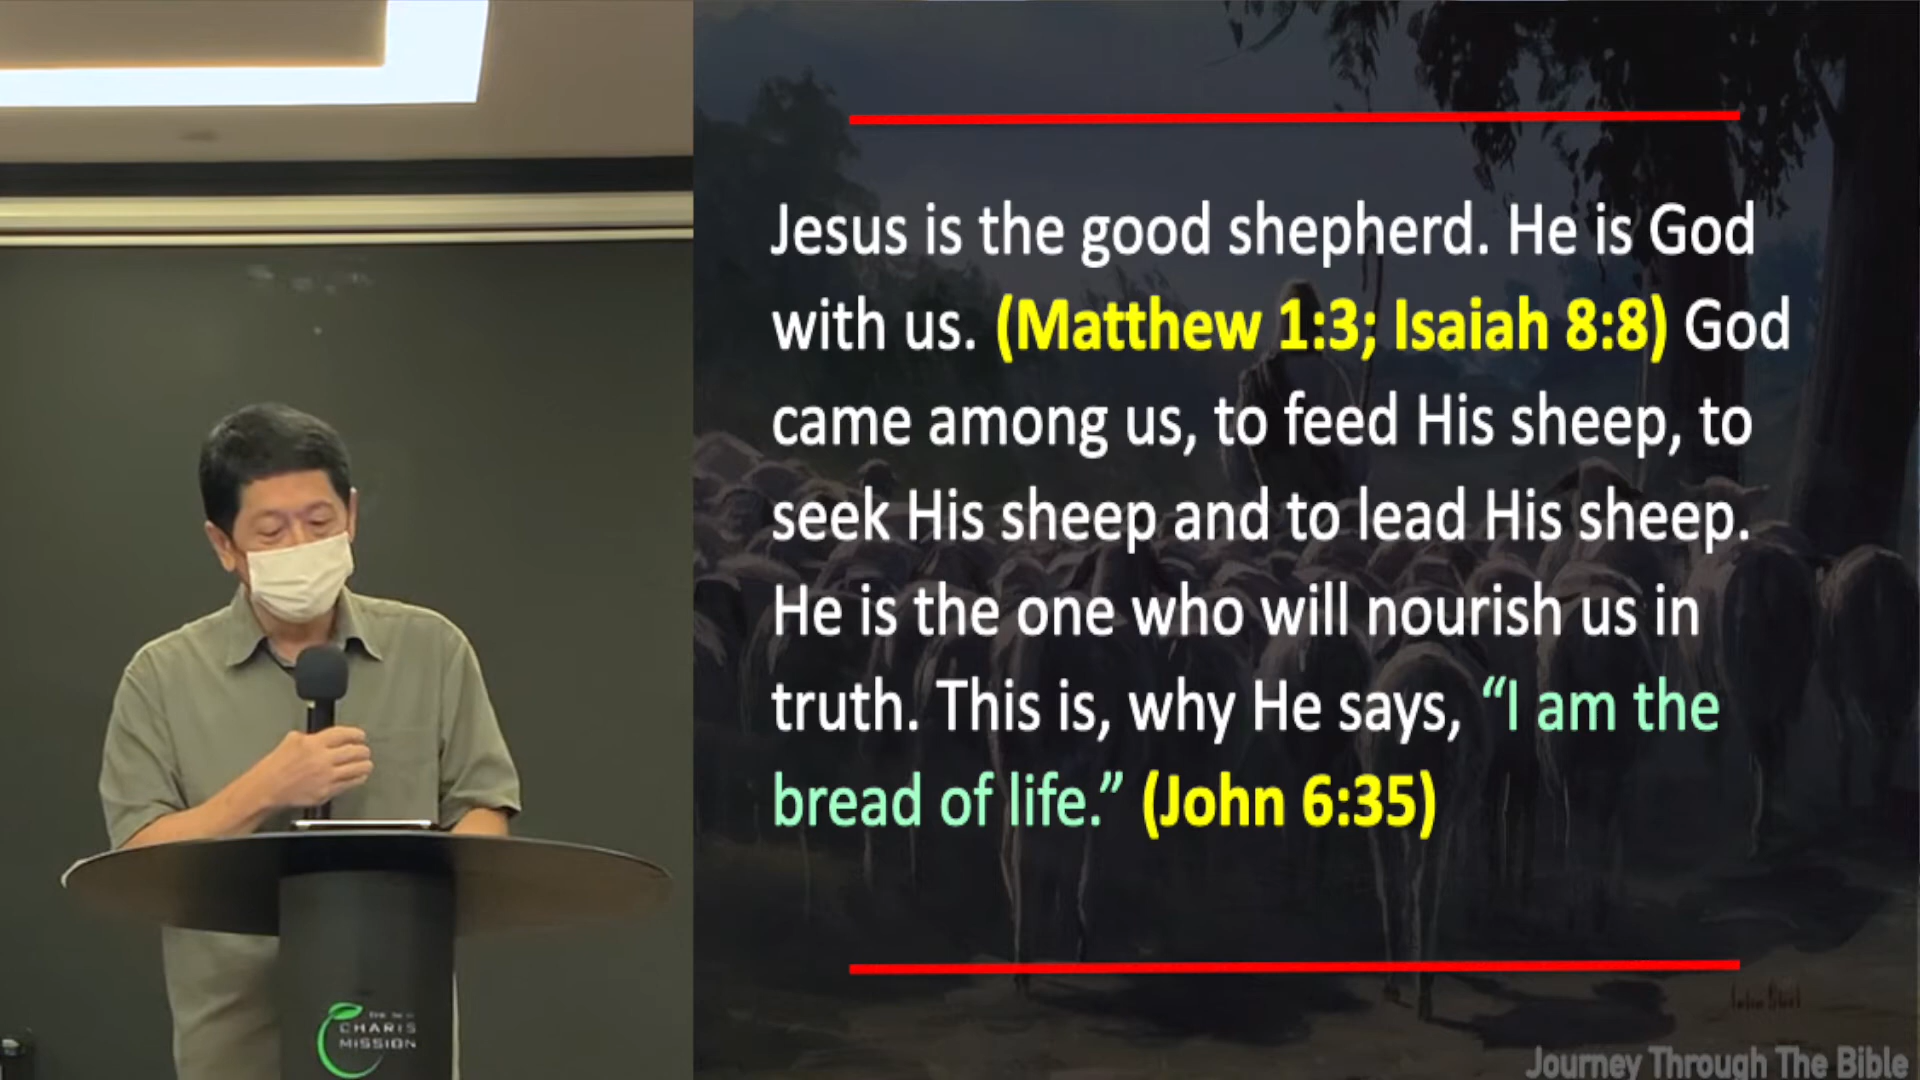 Jesus is the good shepherd. He is God
with us. (Matthew 1:3; Isaiah 8:8) God
came among us, to feed His sheep, to
seek His sheep and to lead His sheep.
He is the one who will nourish us in
truth. This is, why He says, “I am the
bread of life.” (John 6:35)
CHARIS
MISSION
Journey Through The Bible